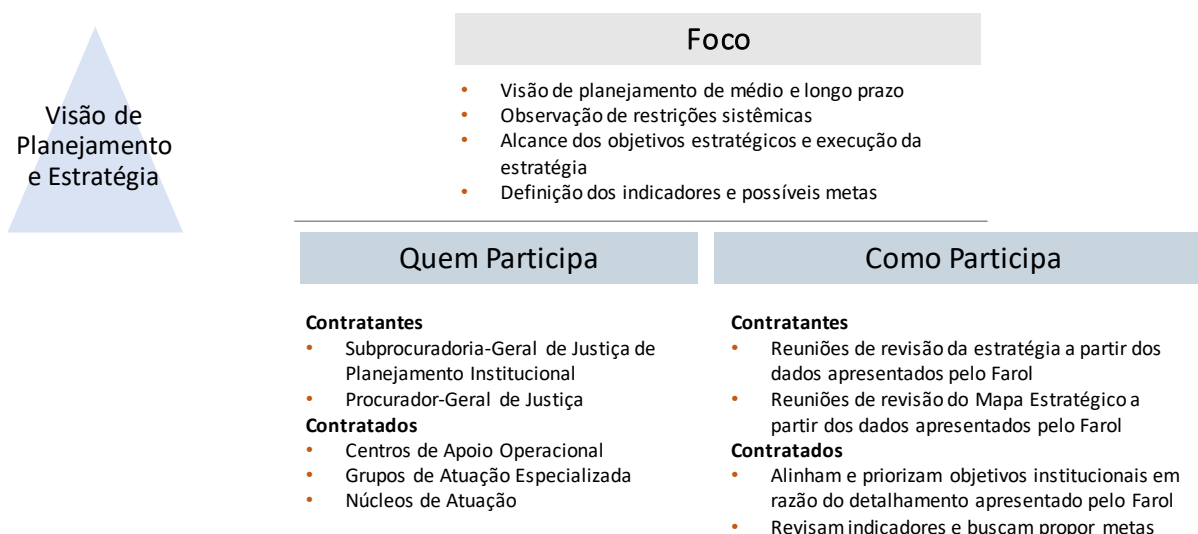 Visão de
Planejamento
e Estratégia
Foco
• Visão de planejamento de médio e longo prazo
• Observação de restrições sistêmicas
• Alcance dos objetivos estratégicos e execução da
estratégia
• Definição dos indicadores e possíveis metas
Quem Participa
Contratantes
• Subprocuradoria-Geral de Justiça de
Planejamento Institucional
• Procurador-Geral de Justiça
Contratados
• Centros de Apoio Operacional
• Grupos de Atuação Especializada
• Núcleos de Atuação
Como Participa
Contratantes
• Reuniões de revisão da estratégia a partir dos
dados apresentados pelo Farol
• Reuniões de revisão do Mapa Estratégico a
partir dos dados apresentados pelo Farol
Contratados
• Alinham e priorizam objetivos institucionais em
razão do detalhamento apresentado pelo Farol
• Revisam indicadores e buscam propor metas